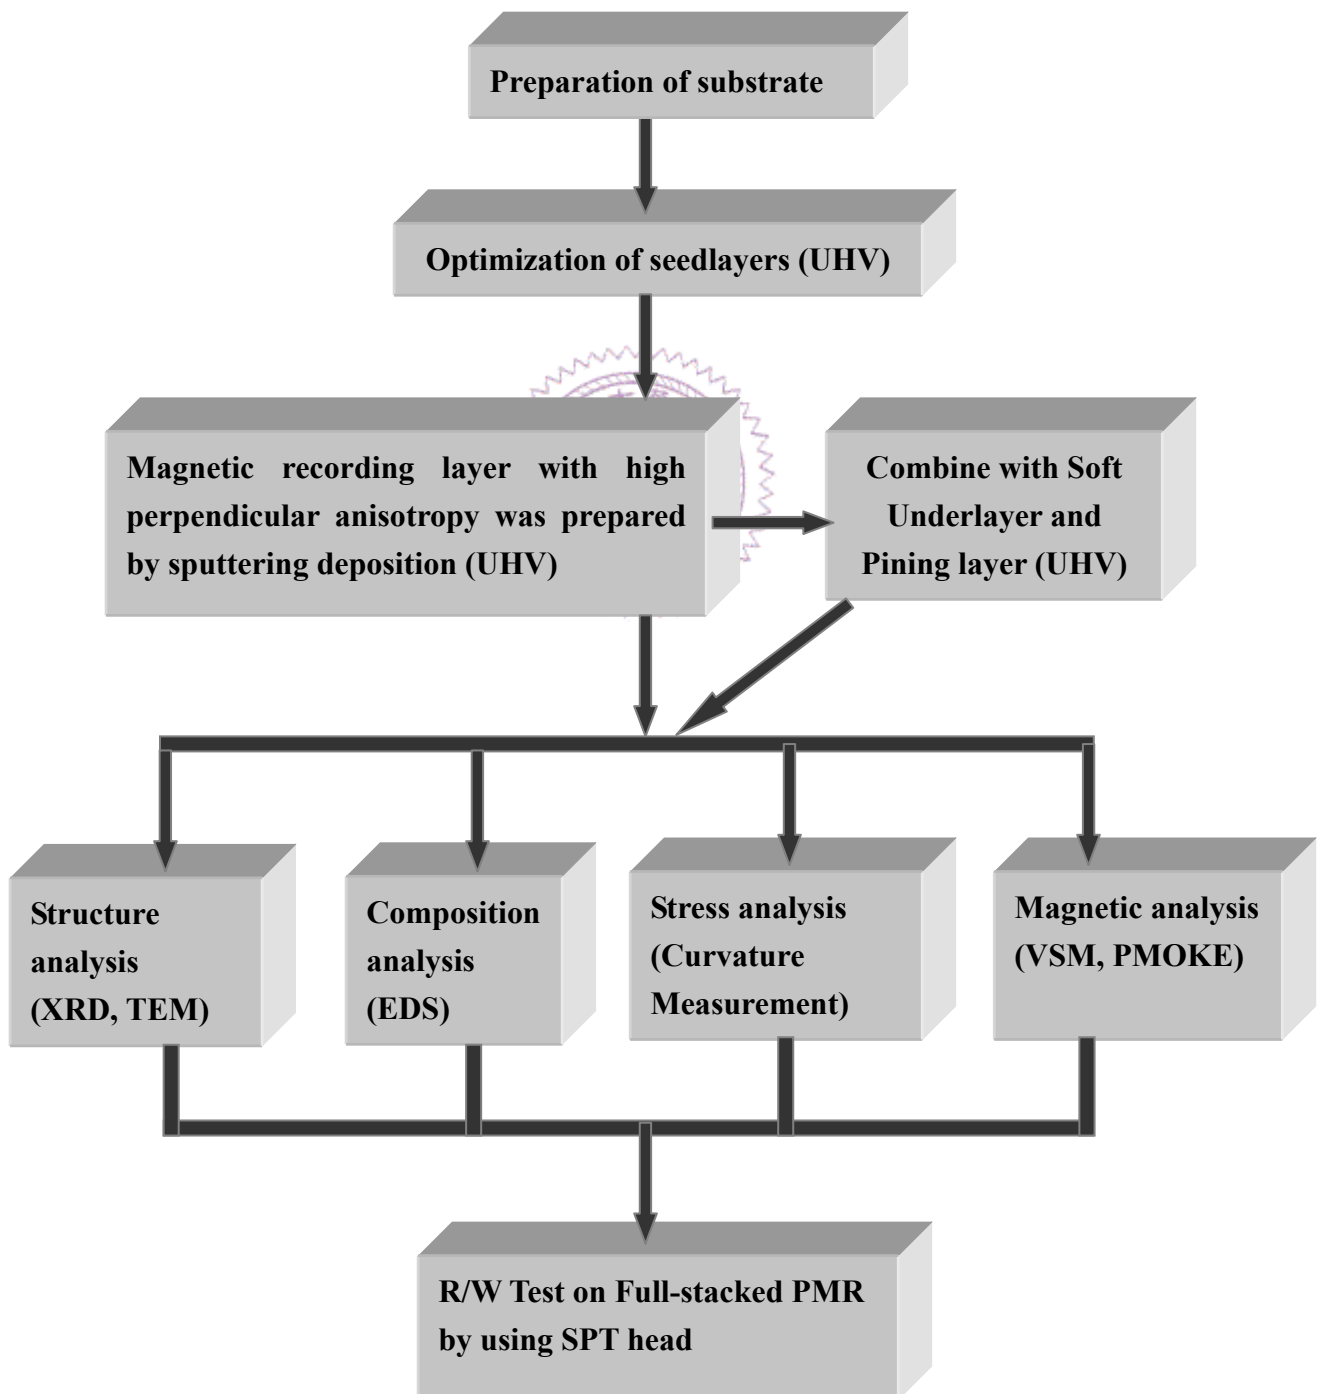 Preparation of substrate
Optimization of seedlayers (UHV)
Magnetic recording layer with high
perpendicular anisotropy was prepared
by sputtering deposition (UHV)
Combine with Soft
Underlayer and
Pining layer (UHV)
Structure
analysis
(XRD, TEM)
Composition
analysis
(EDS)
Stress analysis
(Curvature
Measurement)
Magnetic analysis
(VSM, PMOKE)
R/W Test on Full-stacked PMR
by using SPT head